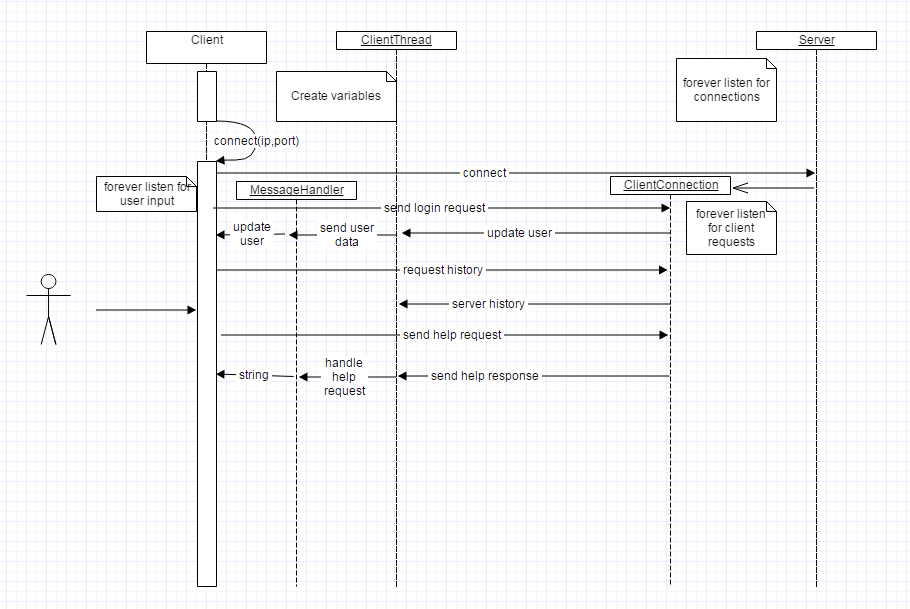 Client
ClientThread
Server
Create variables
forever listen for
connections
connect(ip,port)
connect
forever listen for
user input
MessageHandler
ClientConnection
send login request
forever listen
for client
requests
update
user
send user
data
update user
request history
server history
send help request
string
handle
help
request
send help response